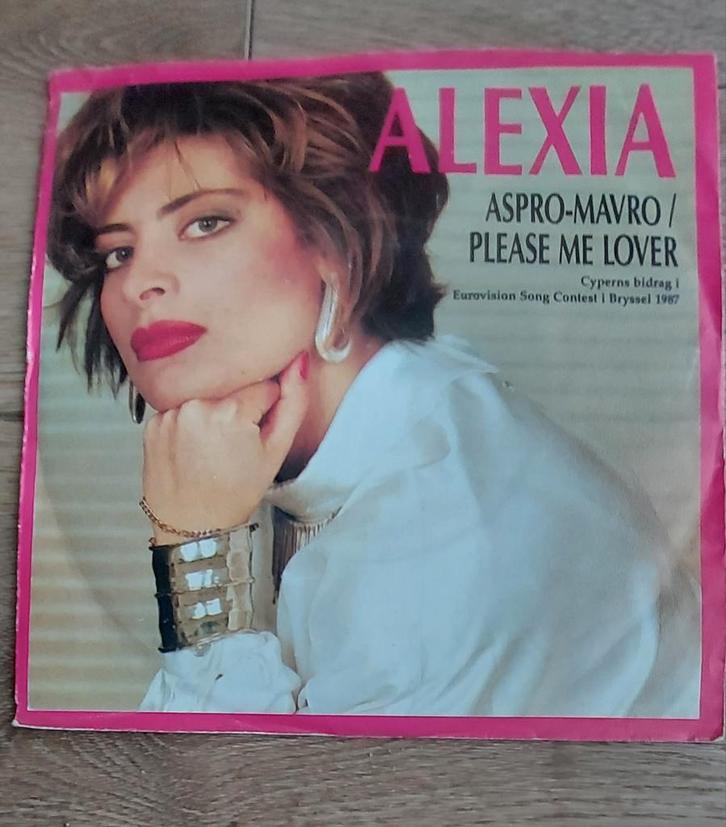 ALEXIA
ASPRO-MAVRO /
PLEASE ME LOVER
Cyperns bidrag i
Eurovision Song Contest i Bryssel 1987